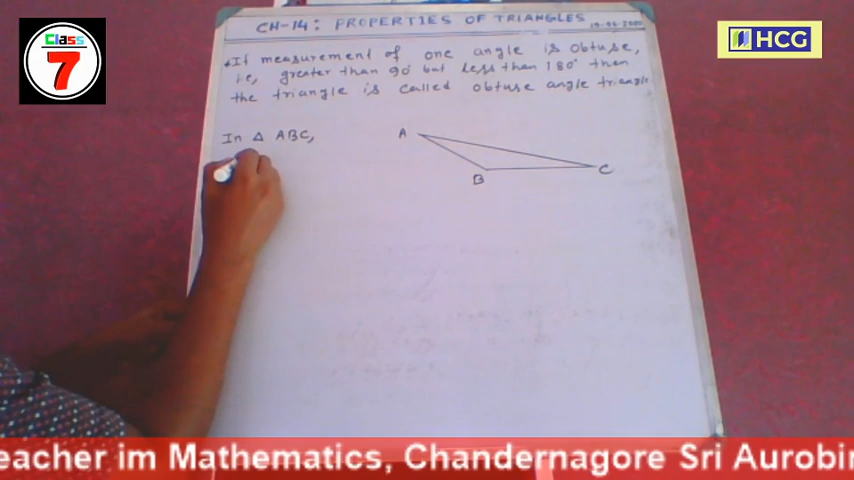 Class
7
CH-14: PROPERTIES OF TRIANGLES
HCG
If measurement of one angle is obtuse,
i.e, greater than 90° but less than 180° then
the triangle is called obtuse angle triangle
In △ ABC,
A
B
C
eacher im Mathematics, Chandernagore Sri Aurobin